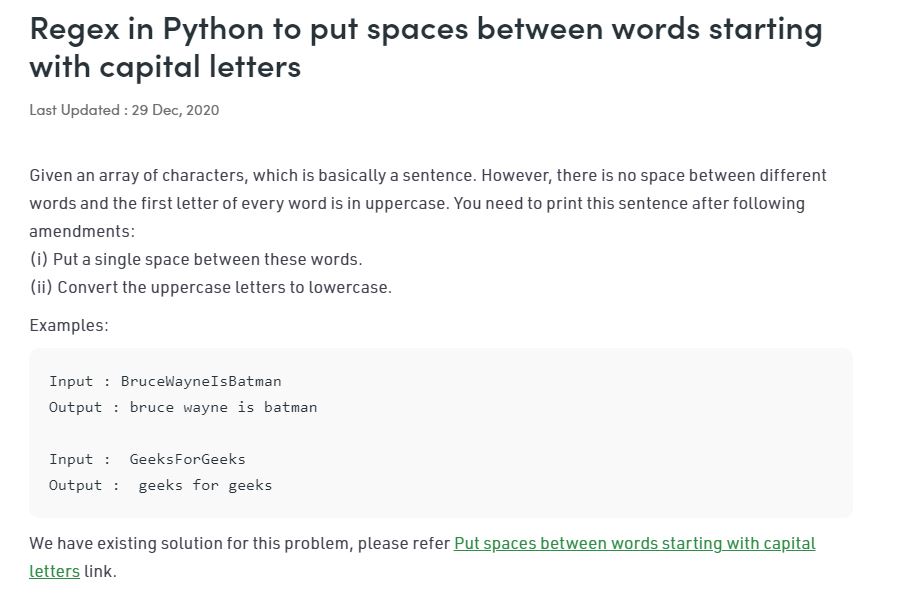 Regex in Python to put spaces between words starting
with capital letters
Last Updated : 29 Dec, 2020
Given an array of characters, which is basically a sentence. However, there is no space between different
words and the first letter of every word is in uppercase. You need to print this sentence after following
amendments:
(i) Put a single space between these words.
(ii) Convert the uppercase letters to lowercase.
Examples:
Input : BruceWayneIsBatman
Output : bruce wayne is batman
Input :  GeeksForGeeks
Output :  geeks for geeks
We have existing solution for this problem, please refer Put spaces between words starting with capital
letters link.